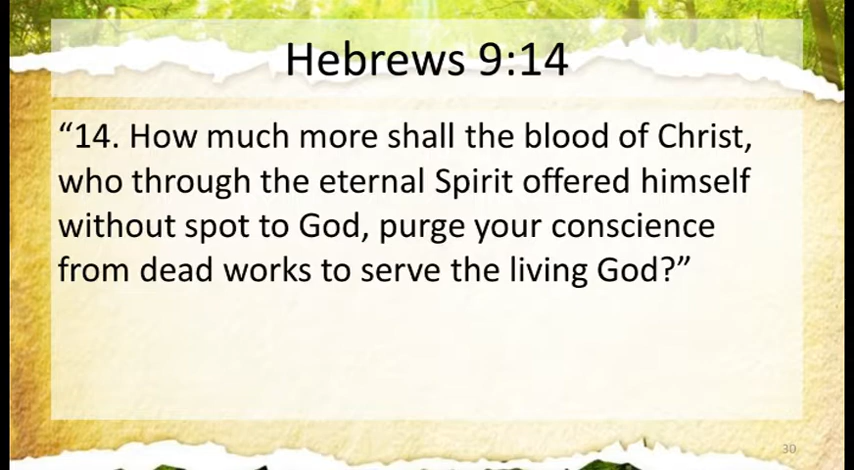 Hebrews 9:14
“14. How much more shall the blood of Christ,
who through the eternal Spirit offered himself
without spot to God, purge your conscience
from dead works to serve the living God?”
30